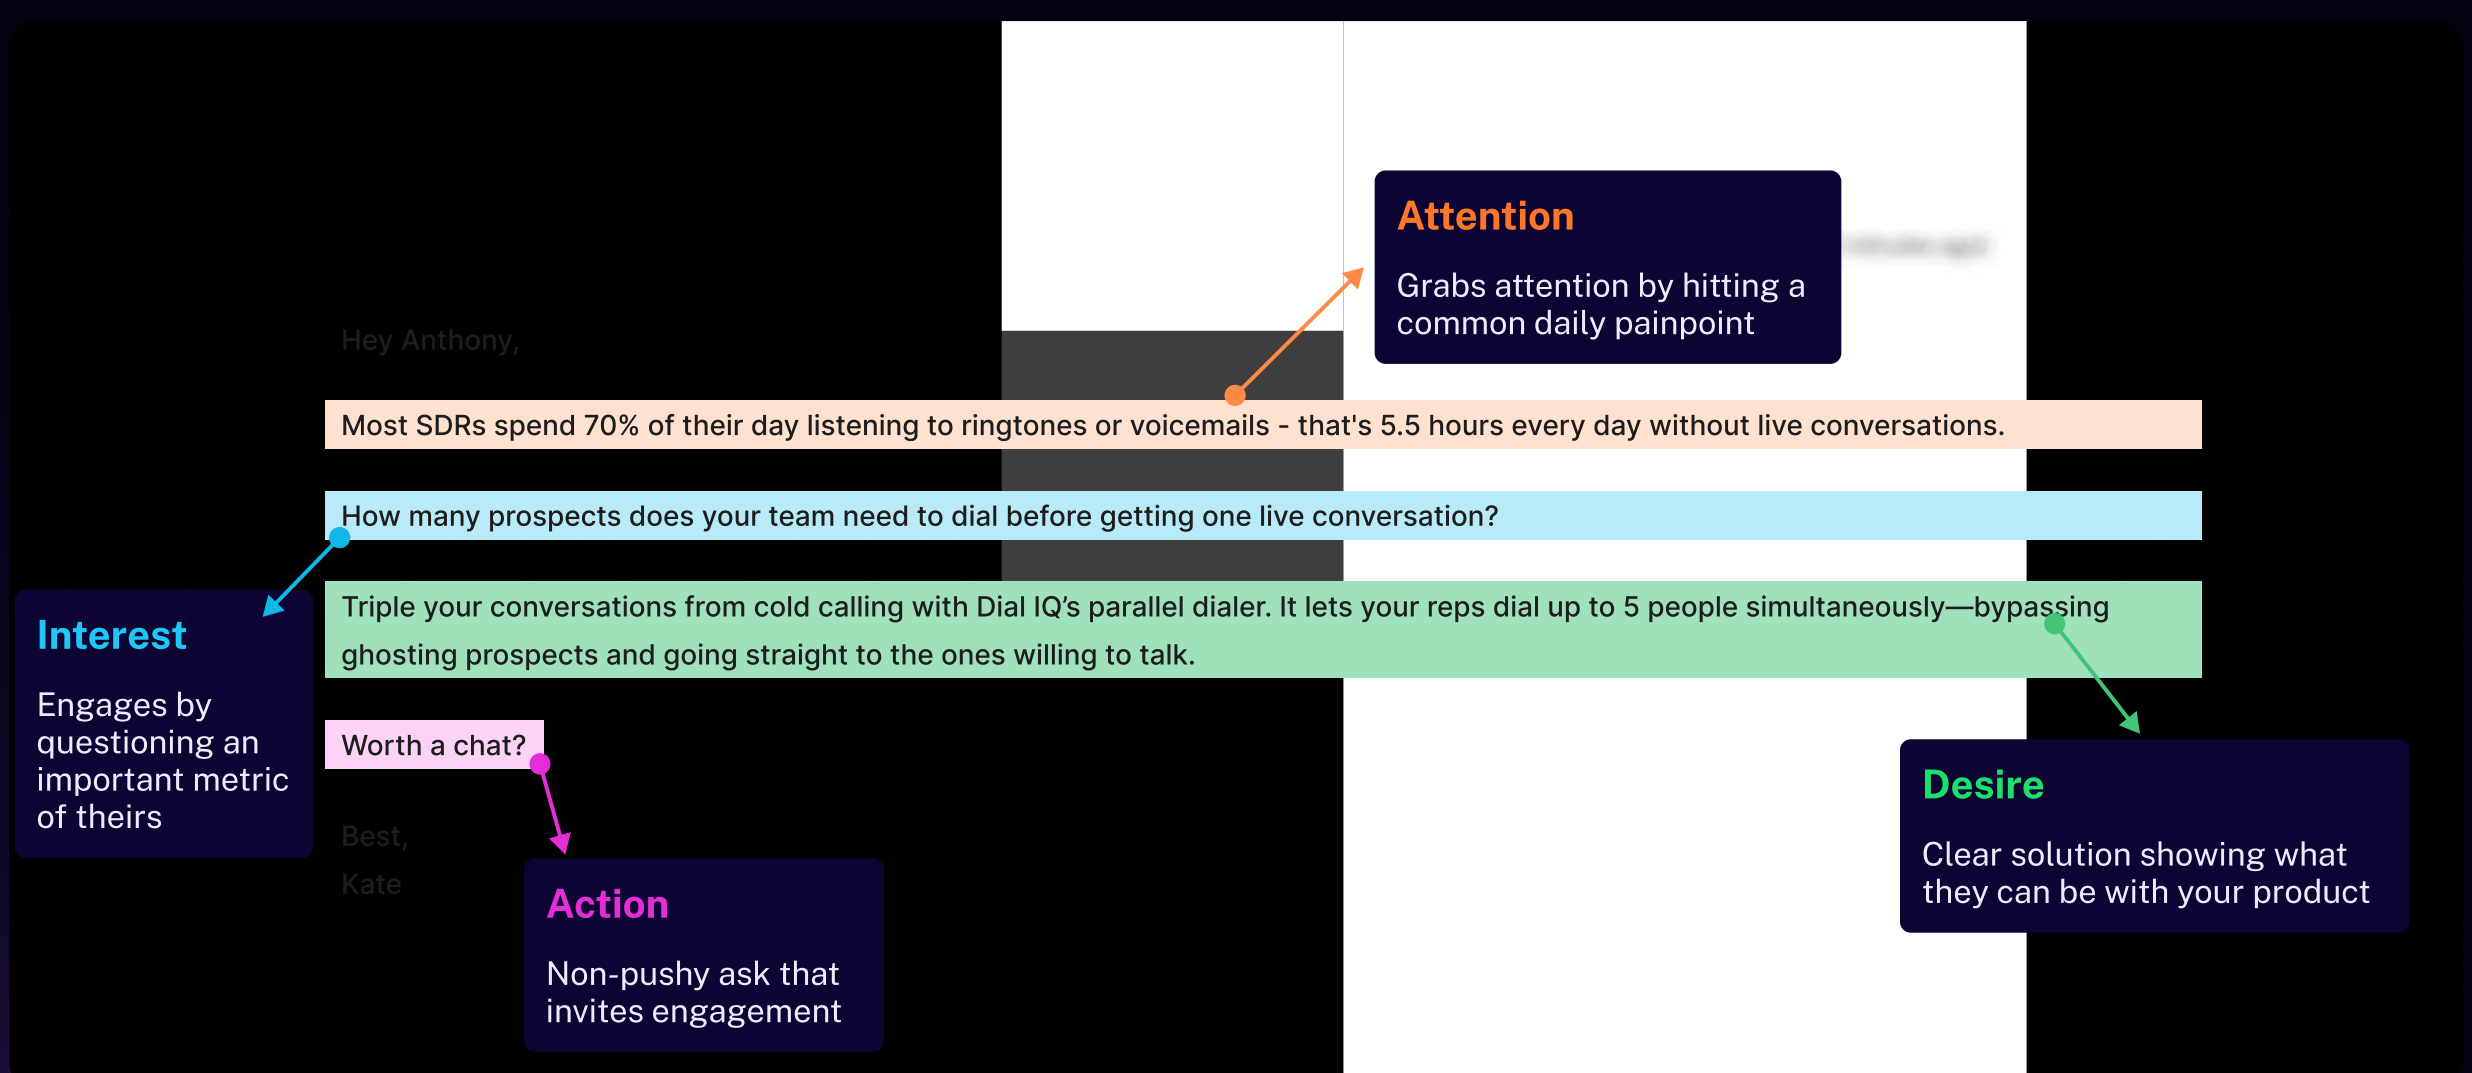 Attention
Grabs attention by hitting a
common daily painpoint
Hey Anthony,
Most SDRs spend 70% of their day listening to ringtones or voicemails - that's 5.5 hours every day without live conversations.
How many prospects does your team need to dial before getting one live conversation?
Triple your conversations from cold calling with Dial IQ’s parallel dialer. It lets your reps dial up to 5 people simultaneously—bypassing
ghosting prospects and going straight to the ones willing to talk.
Interest
Engages by
questioning an
important metric
of theirs
Worth a chat?
Best,
Kate
Action
Non-pushy ask that
invites engagement
Desire
Clear solution showing what
they can be with your product